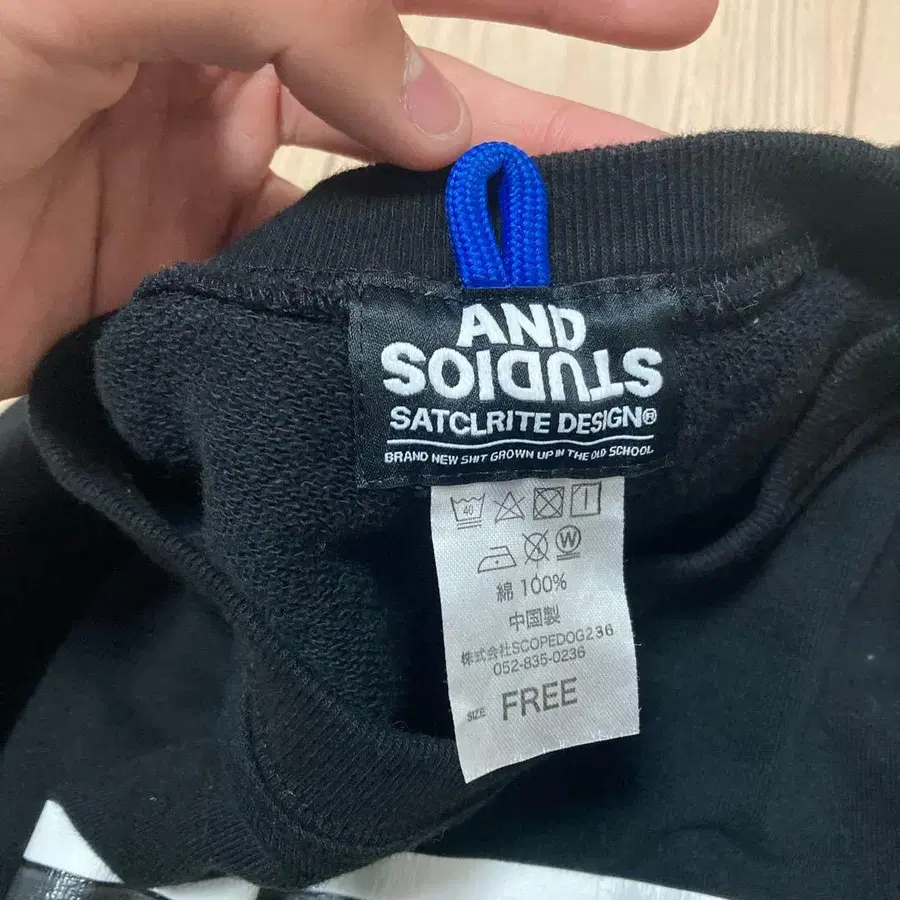 AND
STUDIOS
SATCLRITE DESIGN®
BRAND NEW SHIT GROWN UP IN THE OLD SCHOOL
40
W
綿 100%
中国製
株式会社SCOPEDOG236
052-835-0236
SIZE FREE